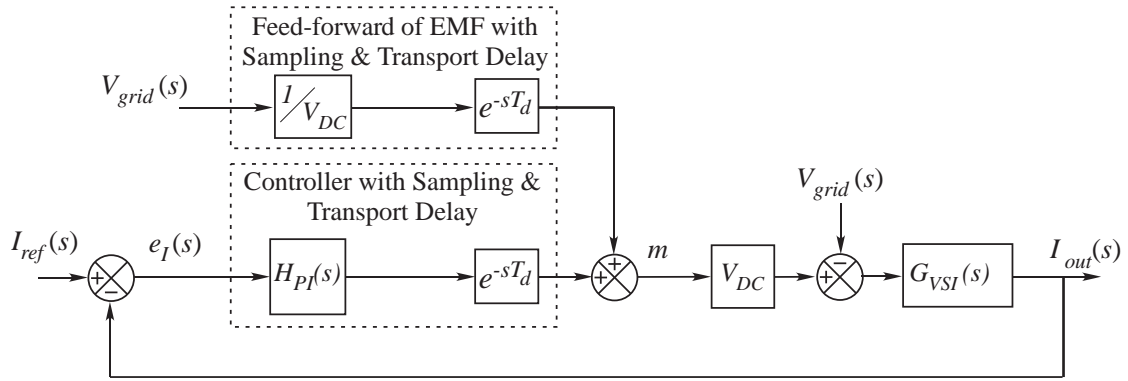 Feed-forward of EMF with
Sampling & Transport Delay
V_grid(s)
1/V_DC
e^-sT_d
Controller with Sampling &
Transport Delay
V_grid(s)
I_ref(s)
+
−
e_I(s)
H_PI(s)
e^-sT_d
+
+
m
V_DC
+
−
G_VSI(s)
I_out(s)